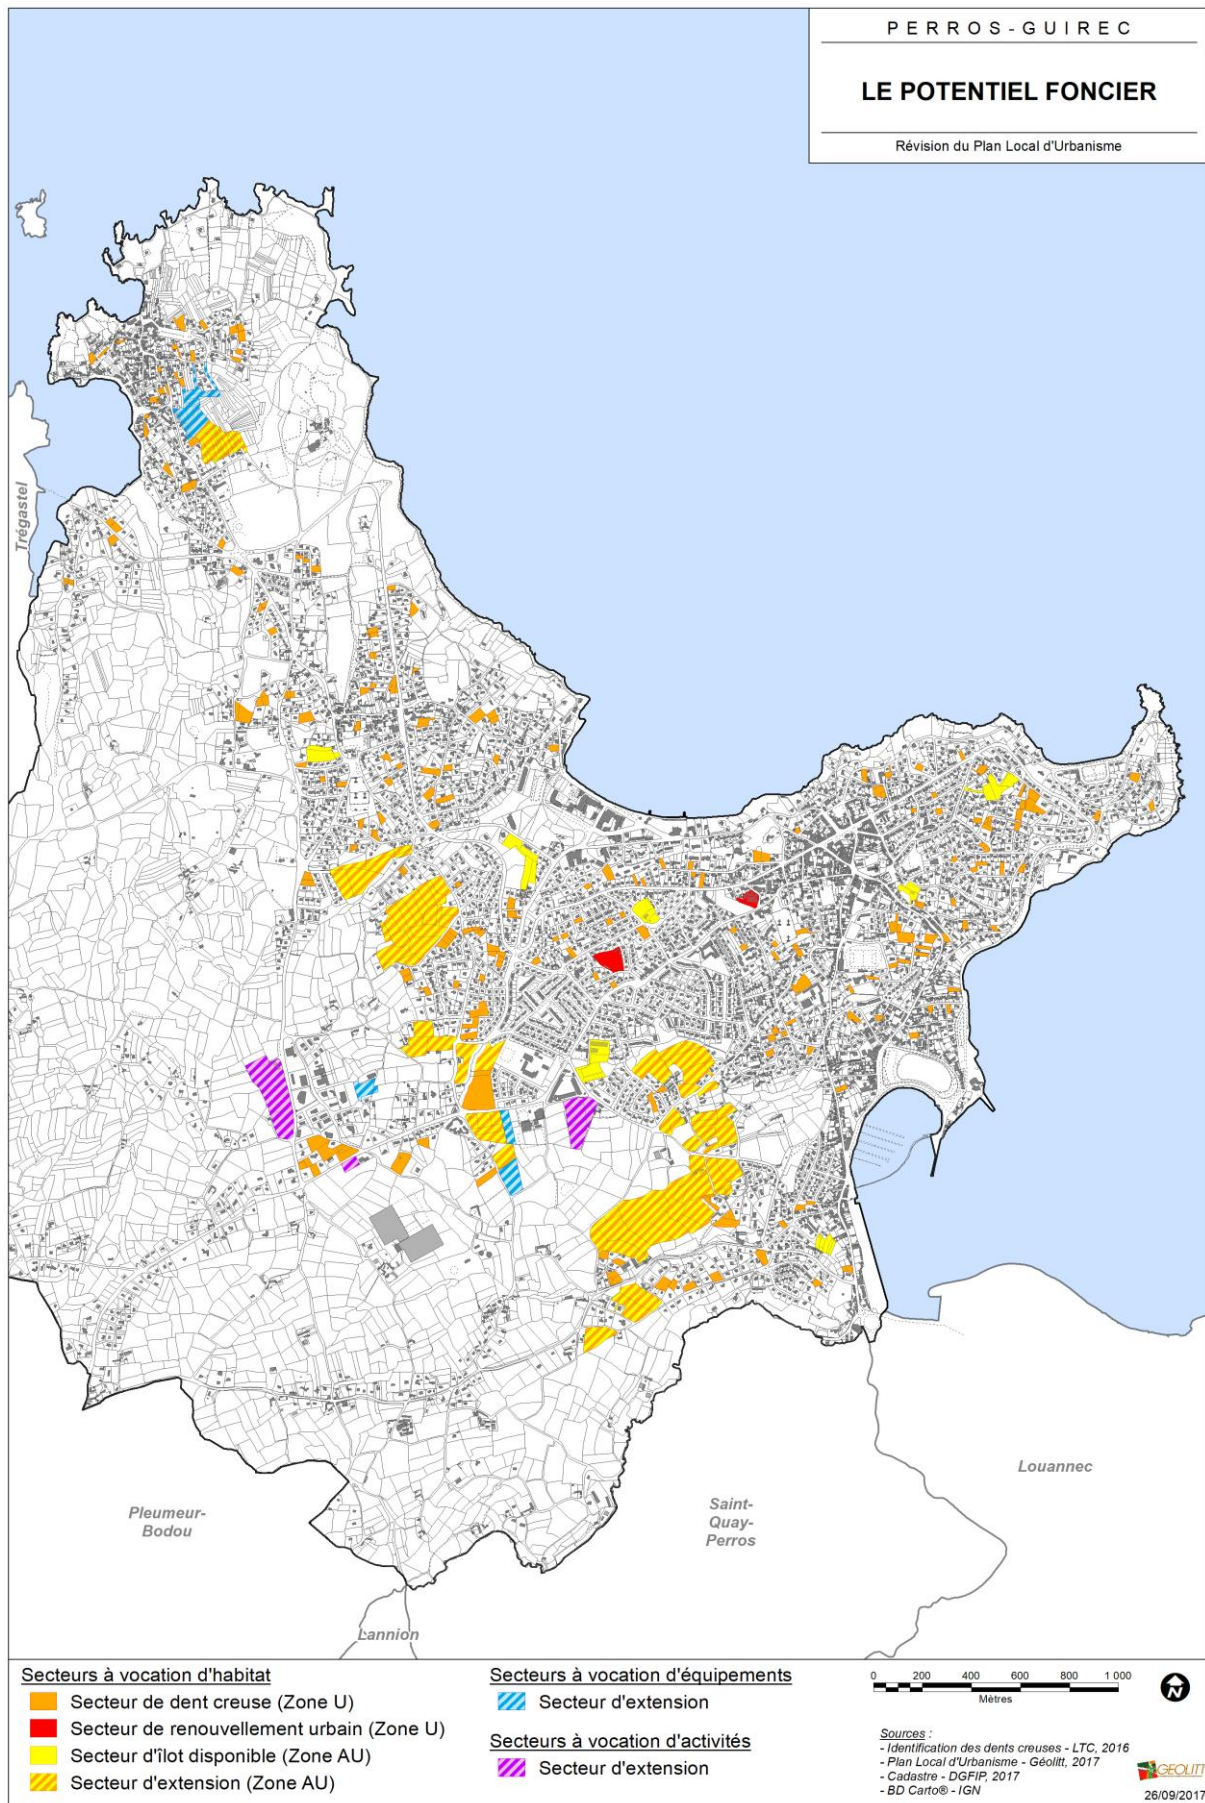 PERROS-GUIREC
LE POTENTIEL FONCIER
Révision du Plan Local d'Urbanisme
Trégastel
Pleumeur-
Bodou
Saint-
Quay-
Perros
Louannec
Lannion
Secteurs à vocation d'habitat
Secteur de dent creuse (Zone U)
Secteur de renouvellement urbain (Zone U)
Secteur d'îlot disponible (Zone AU)
Secteur d'extension (Zone AU)
Secteurs à vocation d'équipements
Secteur d'extension
Secteurs à vocation d'activités
Secteur d'extension
0 200 400 600 800 1 000
Mètres
N
Sources :
- Identification des dents creuses - LTC, 2016
- Plan Local d'Urbanisme - Géolitt, 2017
- Cadastre - DGFIP, 2017
- BD Carto® - IGN
GEOLITT
26/09/2017